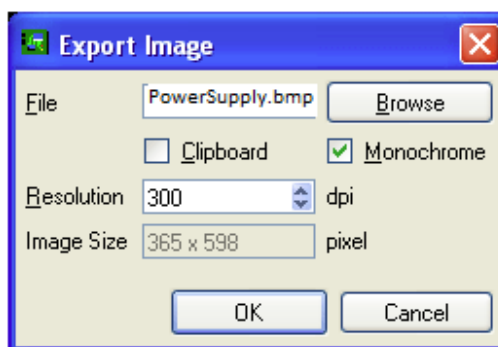 Export Image
File PowerSupply.bmp Browse
Clipboard Monochrome
Resolution 300 dpi
Image Size 365 x 598 pixel
OK Cancel